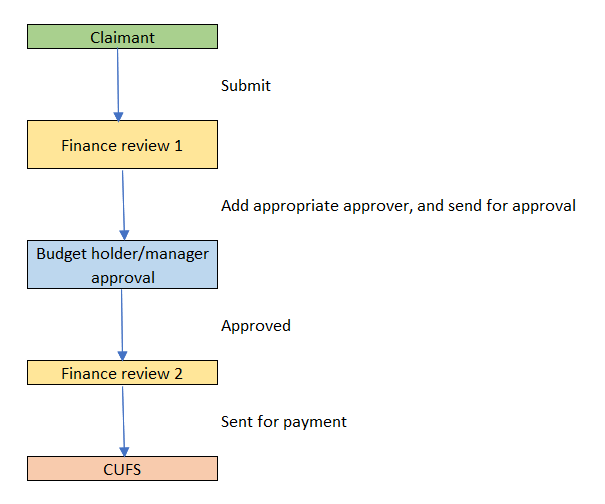 Claimant
Submit
Finance review 1
Add appropriate approver, and send for approval
Budget holder/manager
approval
Approved
Finance review 2
Sent for payment
CUFS